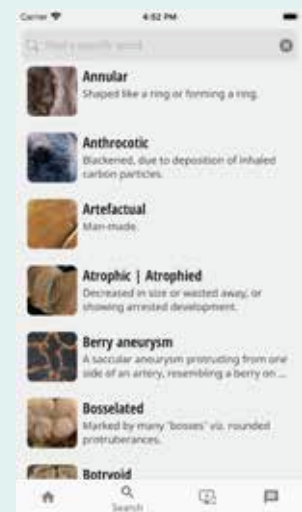 Carrier
4:52 PM
Find a specific word
Annular
Shaped like a ring or forming a ring.
Anthrocotic
Blackened, due to deposition of inhaled
carbon particles.
Artefactual
Man-made.
Atrophic | Atrophied
Decreased in size or wasted away, or
showing arrested development.
Berry aneurysm
A saccular aneurysm protruding from one
side of an artery, resembling a berry on ...
Bosselated
Marked by many 'bosses' viz. rounded
protruberances.
Botryoid
Search